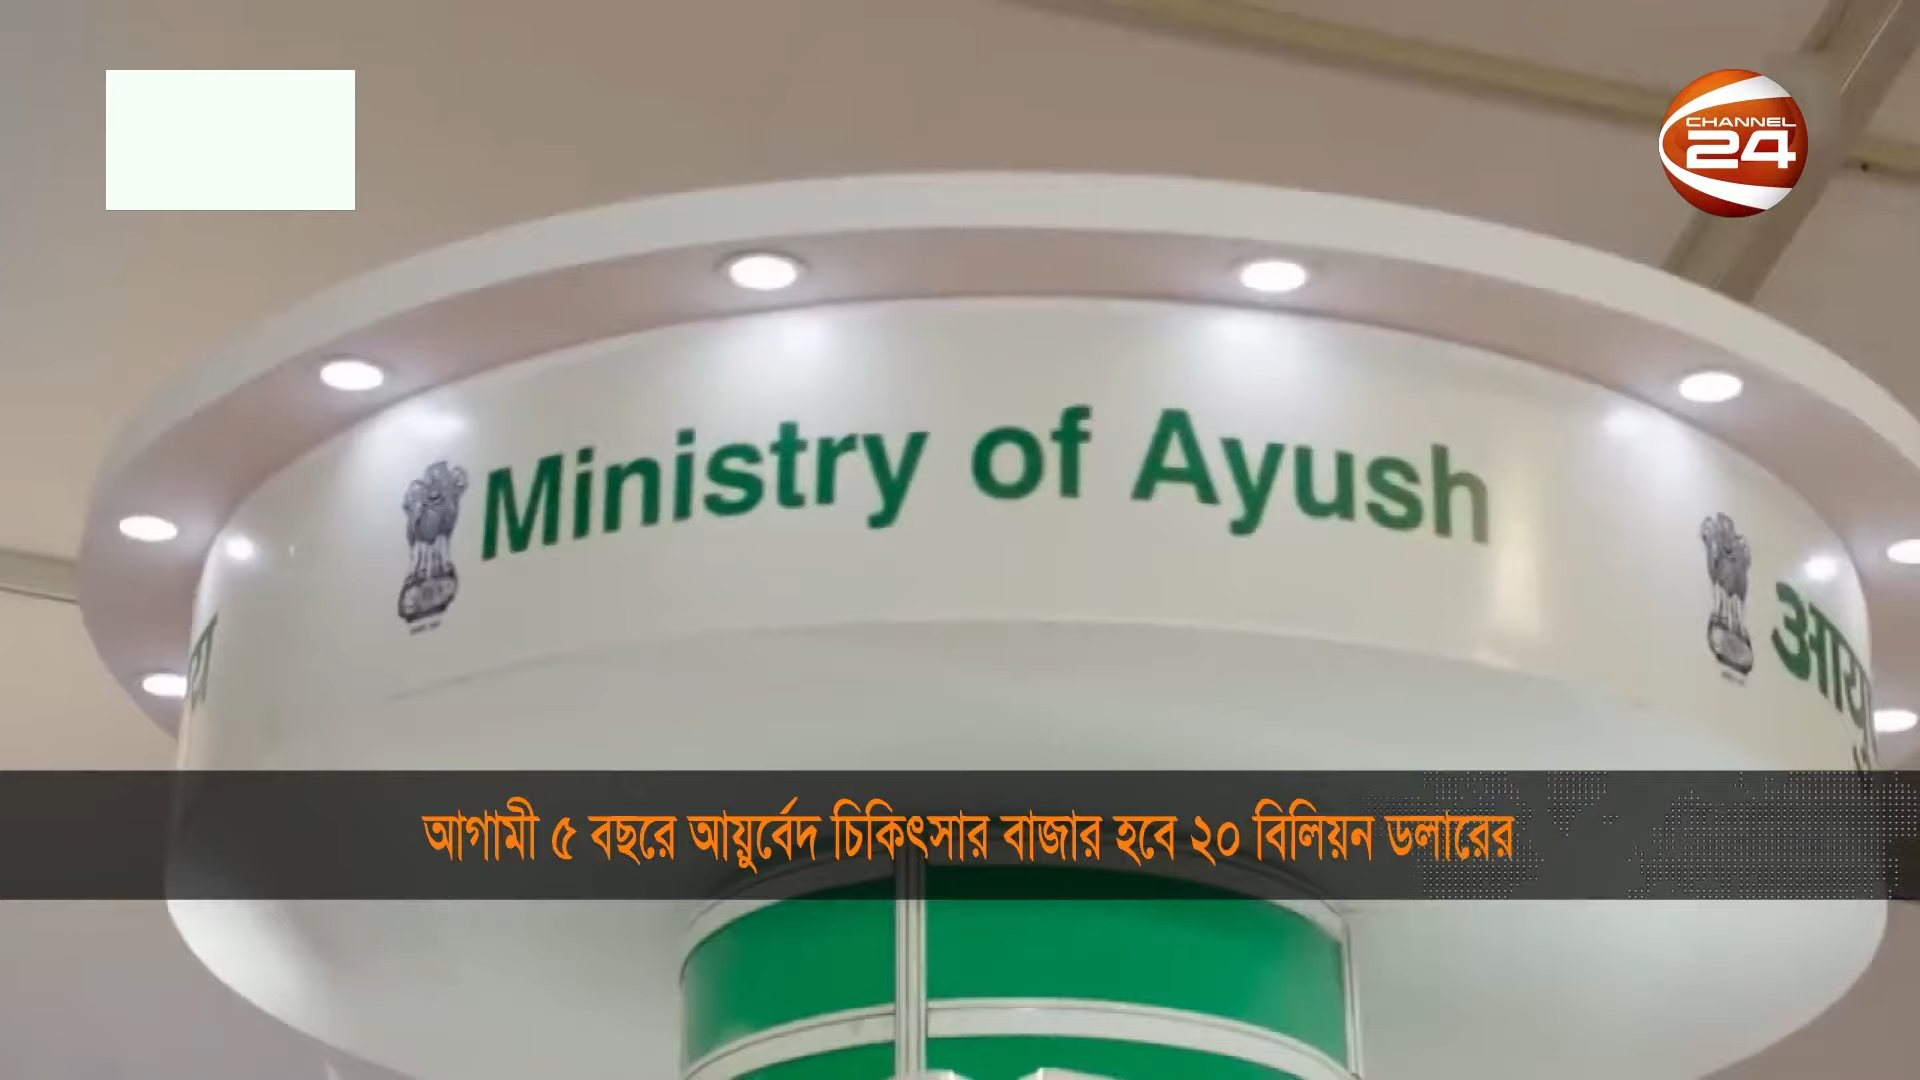 CHANNEL
24
Ministry of Ayush
আগামী ৫ বছরে আয়ুর্বেদ চিকিৎসার বাজার হবে ২০ বিলিয়ন ডলারের